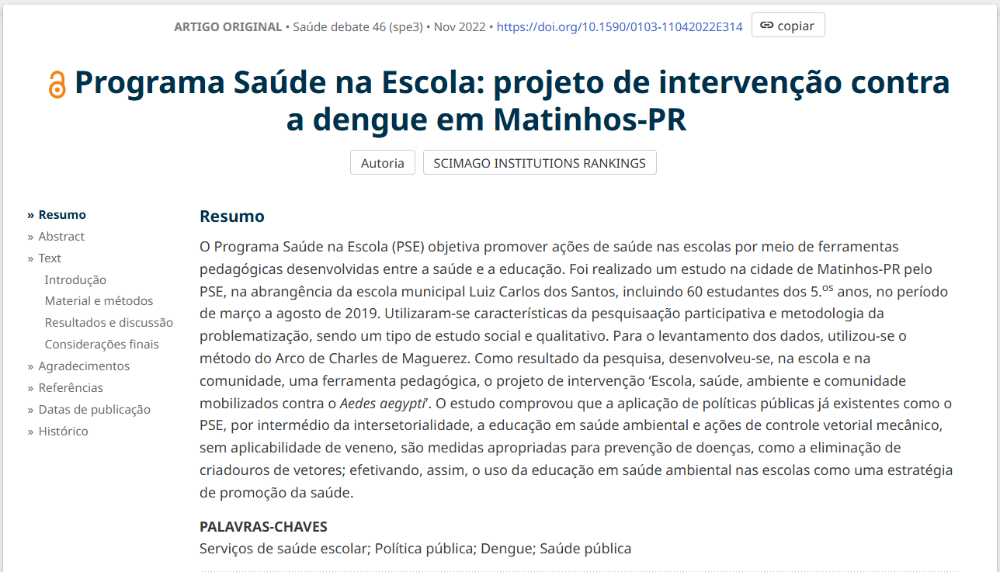 ARTIGO ORIGINAL • Saúde debate 46 (spe3) • Nov 2022 • https://doi.org/10.1590/0103-11042022E314 copiar
Programa Saúde na Escola: projeto de intervenção contra
a dengue em Matinhos-PR
Autoria SCIMAGO INSTITUTIONS RANKINGS
» Resumo
» Abstract
» Text
Introdução
Material e métodos
Resultados e discussão
Considerações finais
» Agradecimentos
» Referências
» Datas de publicação
» Histórico
Resumo
O Programa Saúde na Escola (PSE) objetiva promover ações de saúde nas escolas por meio de ferramentas
pedagógicas desenvolvidas entre a saúde e a educação. Foi realizado um estudo na cidade de Matinhos-PR pelo
PSE, na abrangência da escola municipal Luiz Carlos dos Santos, incluindo 60 estudantes dos 5.os anos, no período
de março a agosto de 2019. Utilizaram-se características da pesquisaação participativa e metodologia da
problematização, sendo um tipo de estudo social e qualitativo. Para o levantamento dos dados, utilizou-se o
método do Arco de Charles de Maguerez. Como resultado da pesquisa, desenvolveu-se, na escola e na
comunidade, uma ferramenta pedagógica, o projeto de intervenção ‘Escola, saúde, ambiente e comunidade
mobilizados contra o Aedes aegypti’. O estudo comprovou que a aplicação de políticas públicas já existentes como o
PSE, por intermédio da intersetorialidade, a educação em saúde ambiental e ações de controle vetorial mecânico,
sem aplicabilidade de veneno, são medidas apropriadas para prevenção de doenças, como a eliminação de
criadouros de vetores; efetivando, assim, o uso da educação em saúde ambiental nas escolas como uma estratégia
de promoção da saúde.
PALAVRAS-CHAVES
Serviços de saúde escolar; Política pública; Dengue; Saúde pública